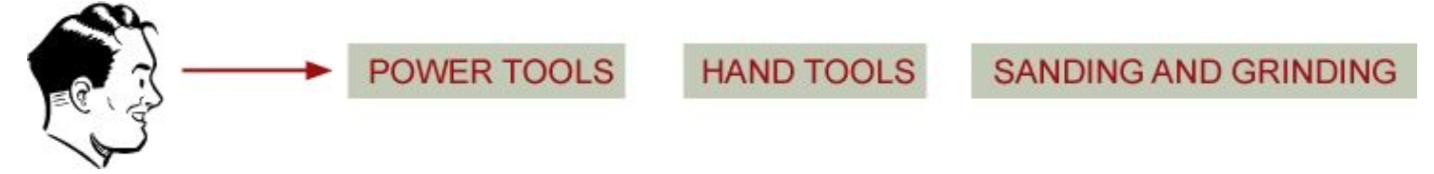 POWER TOOLS HAND TOOLS SANDING AND GRINDING